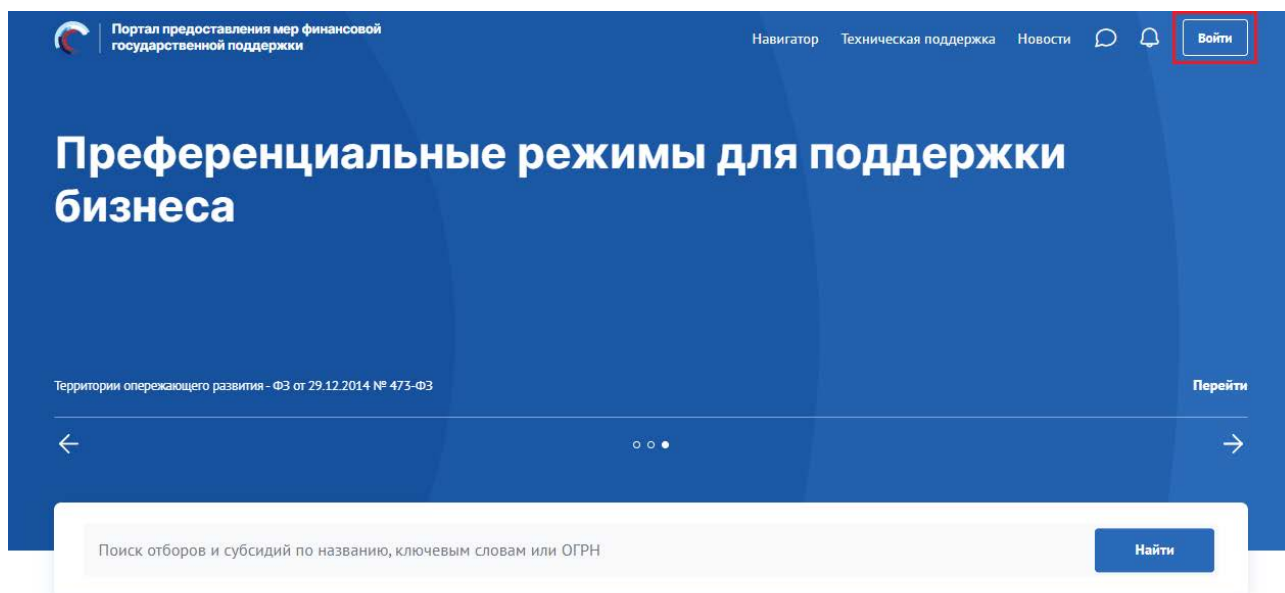 Портал предоставления мер финансовой
государственной поддержки
Навигатор Техническая поддержка Новости Войти
Преференциальные режимы для поддержки
бизнеса
Территории опережающего развития - ФЗ от 29.12.2014 № 473-ФЗ Перейти
Поиск отборов и субсидий по названию, ключевым словам или ОГРН Найти